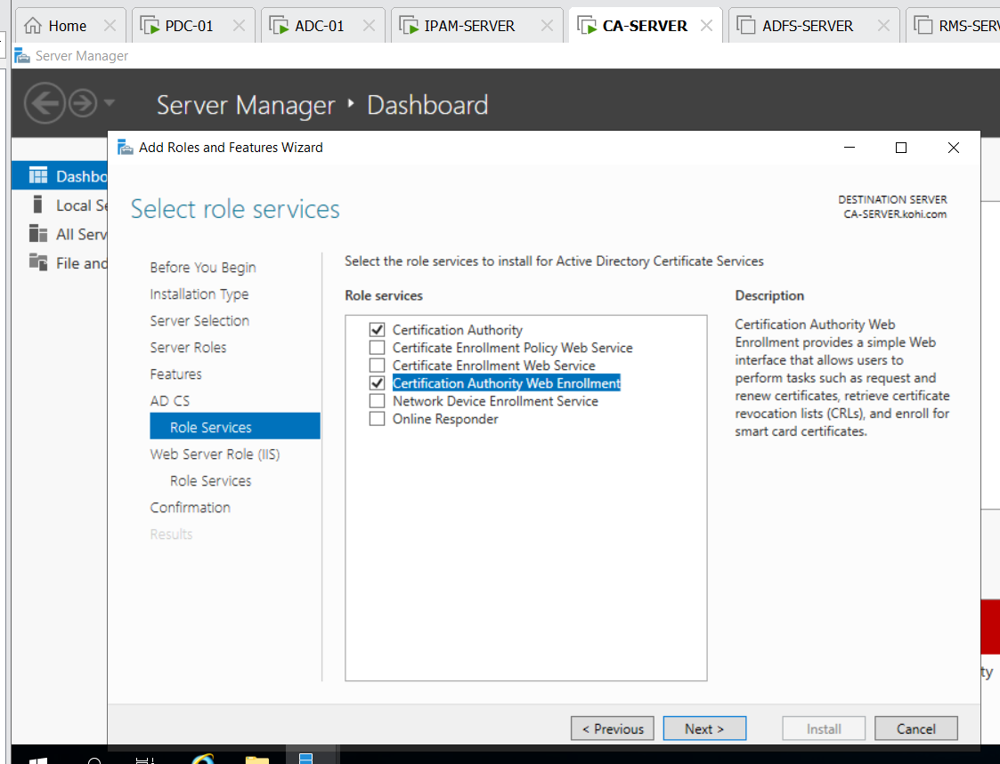 Home
PDC-01
ADC-01
IPAM-SERVER
CA-SERVER
ADFS-SERVER
RMS-SERV
Server Manager
Server Manager
Dashboard
Add Roles and Features Wizard
Dashbo
Local Se
All Serv
File and
Select role services
DESTINATION SERVER
CA-SERVER.kohi.com
Before You Begin
Installation Type
Server Selection
Server Roles
Features
AD CS
Role Services
Web Server Role (IIS)
Role Services
Confirmation
Results
Select the role services to install for Active Directory Certificate Services
Role services
Certification Authority
Certificate Enrollment Policy Web Service
Certificate Enrollment Web Service
Certification Authority Web Enrollment
Network Device Enrollment Service
Online Responder
Description
Certification Authority Web
Enrollment provides a simple Web
interface that allows users to
perform tasks such as request and
renew certificates, retrieve certificate
revocation lists (CRLs), and enroll for
smart card certificates.
ty
< Previous
Next >
Install
Cancel